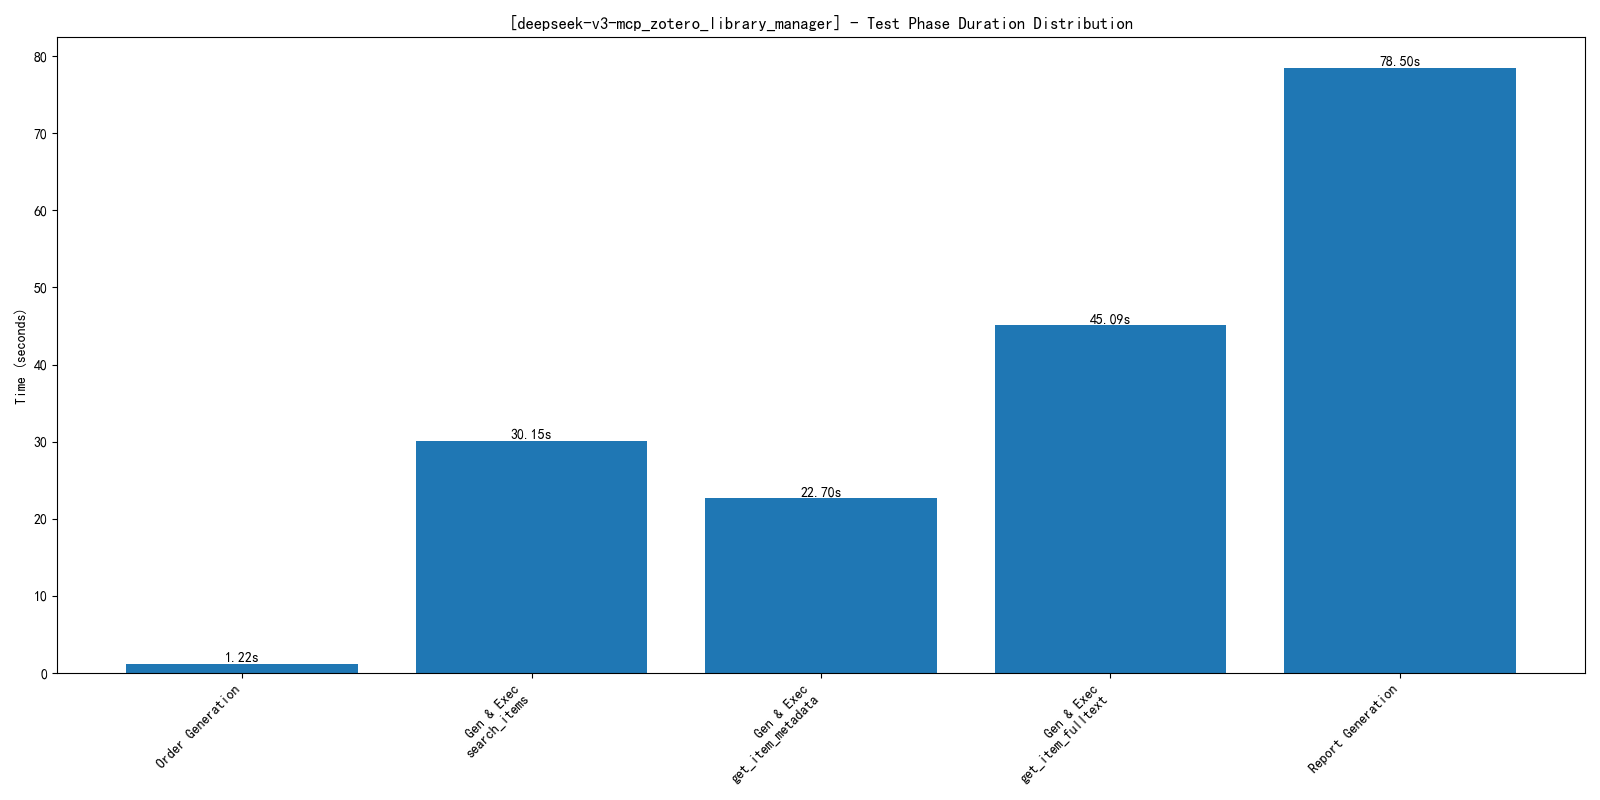 [deepseek-v3-mcp_zotero_library_manager] - Test Phase Duration Distribution
Time (seconds)
80
70
60
50
40
30
20
10
0
1.22s
30.15s
22.70s
45.09s
78.50s
Order Generation
Gen & Exec
search_items
Gen & Exec
get_item_metadata
Gen & Exec
get_item_fulltext
Report Generation